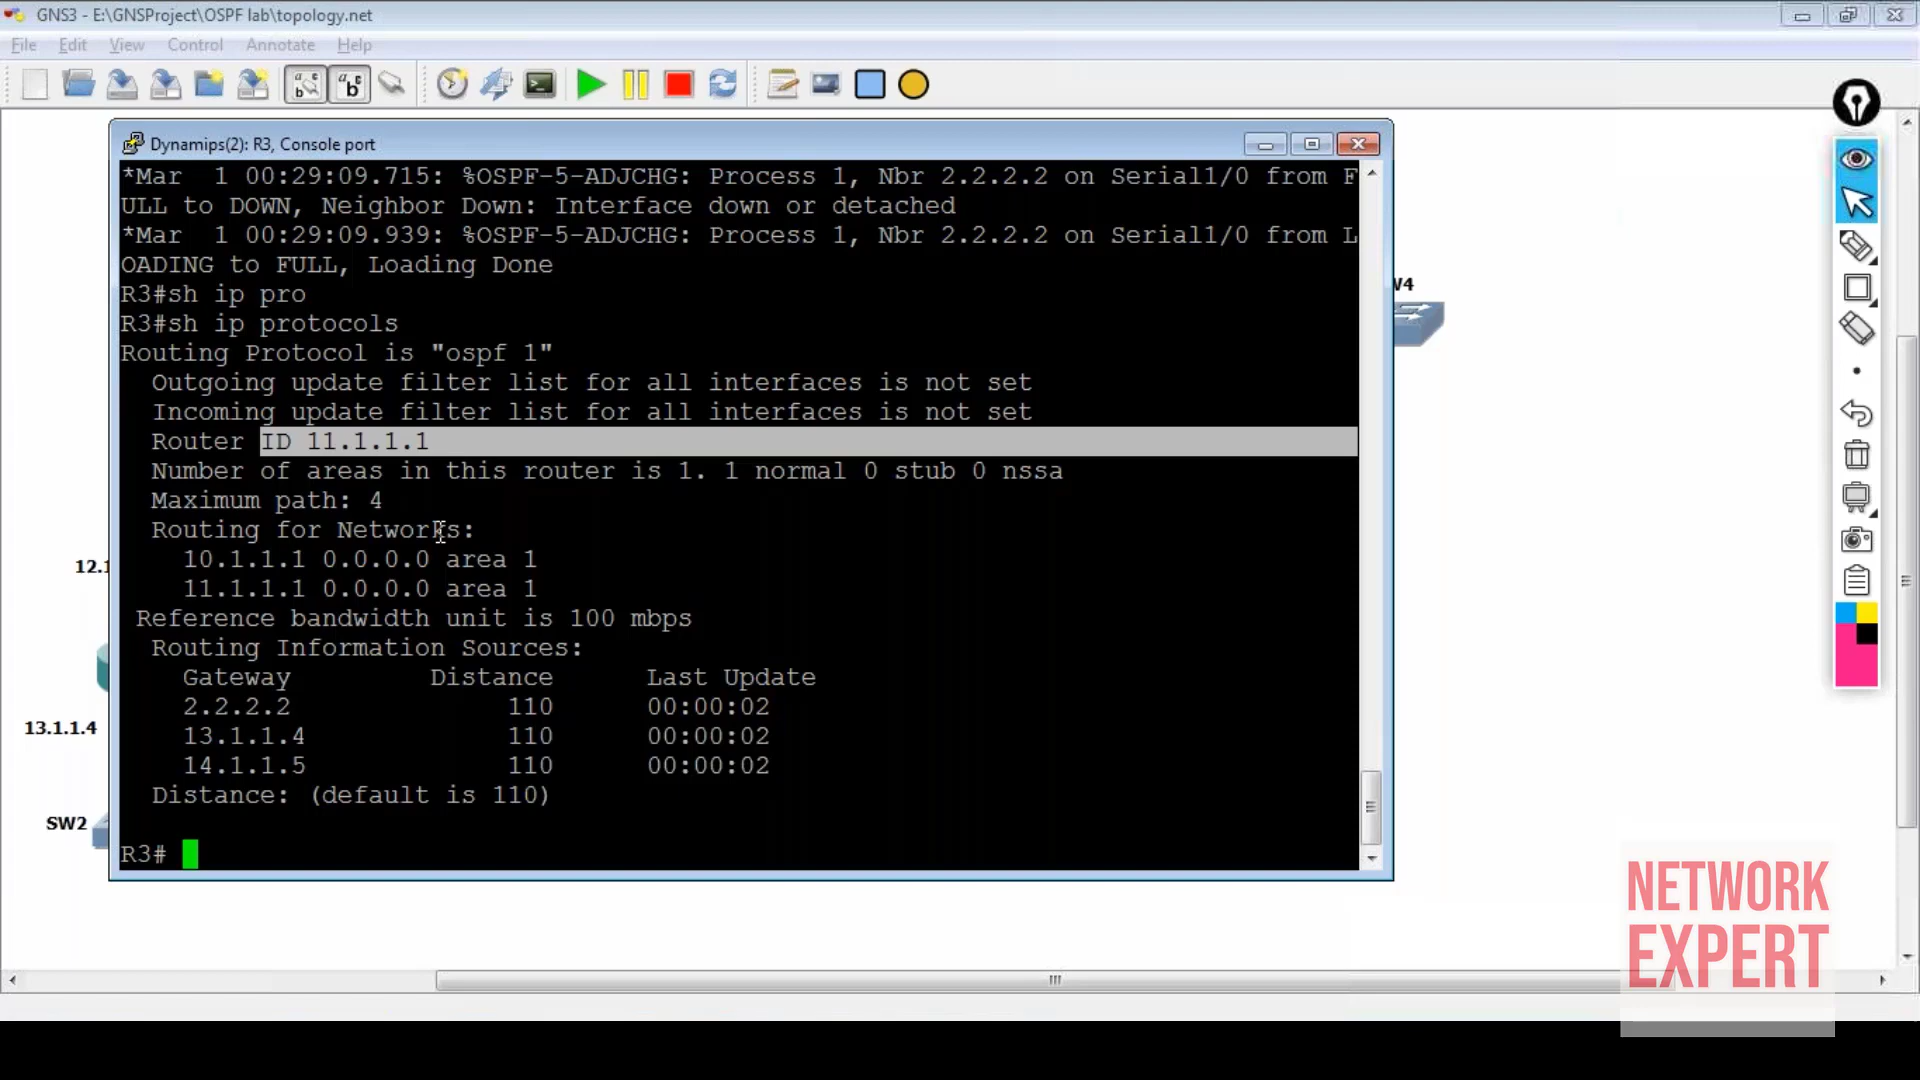 GNS3 - E:\GNSProject\OSPF lab\topology.net
File Edit View Control Annotate Help
Dynamips(2): R3, Console port
*Mar  1 00:29:09.715: %OSPF-5-ADJCHG: Process 1, Nbr 2.2.2.2 on Serial1/0 from F
ULL to DOWN, Neighbor Down: Interface down or detached
*Mar  1 00:29:09.939: %OSPF-5-ADJCHG: Process 1, Nbr 2.2.2.2 on Serial1/0 from L
OADING to FULL, Loading Done
R3#sh ip pro
R3#sh ip protocols
Routing Protocol is "ospf 1"
Outgoing update filter list for all interfaces is not set
Incoming update filter list for all interfaces is not set
Router ID 11.1.1.1
Number of areas in this router is 1. 1 normal 0 stub 0 nssa
Maximum path: 4
Routing for Networks:
10.1.1.1 0.0.0.0 area 1
11.1.1.1 0.0.0.0 area 1
Reference bandwidth unit is 100 mbps
Routing Information Sources:
Gateway Distance Last Update
2.2.2.2 110 00:00:02
13.1.1.4 110 00:00:02
14.1.1.5 110 00:00:02
Distance: (default is 110)
R3#
W4
12.1
13.1.1.4
SW2
NETWORK
EXPERT